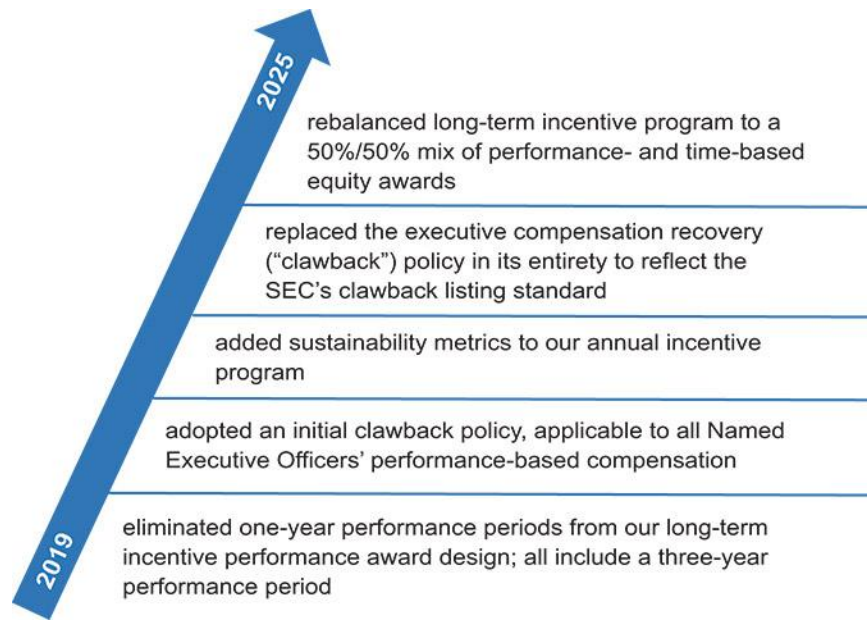 2025
rebalanced long-term incentive program to a
50%/50% mix of performance- and time-based
equity awards
replaced the executive compensation recovery
(“clawback”) policy in its entirety to reflect the
SEC’s clawback listing standard
added sustainability metrics to our annual incentive
program
adopted an initial clawback policy, applicable to all Named
Executive Officers’ performance-based compensation
eliminated one-year performance periods from our long-term
incentive performance award design; all include a three-year
performance period
2019